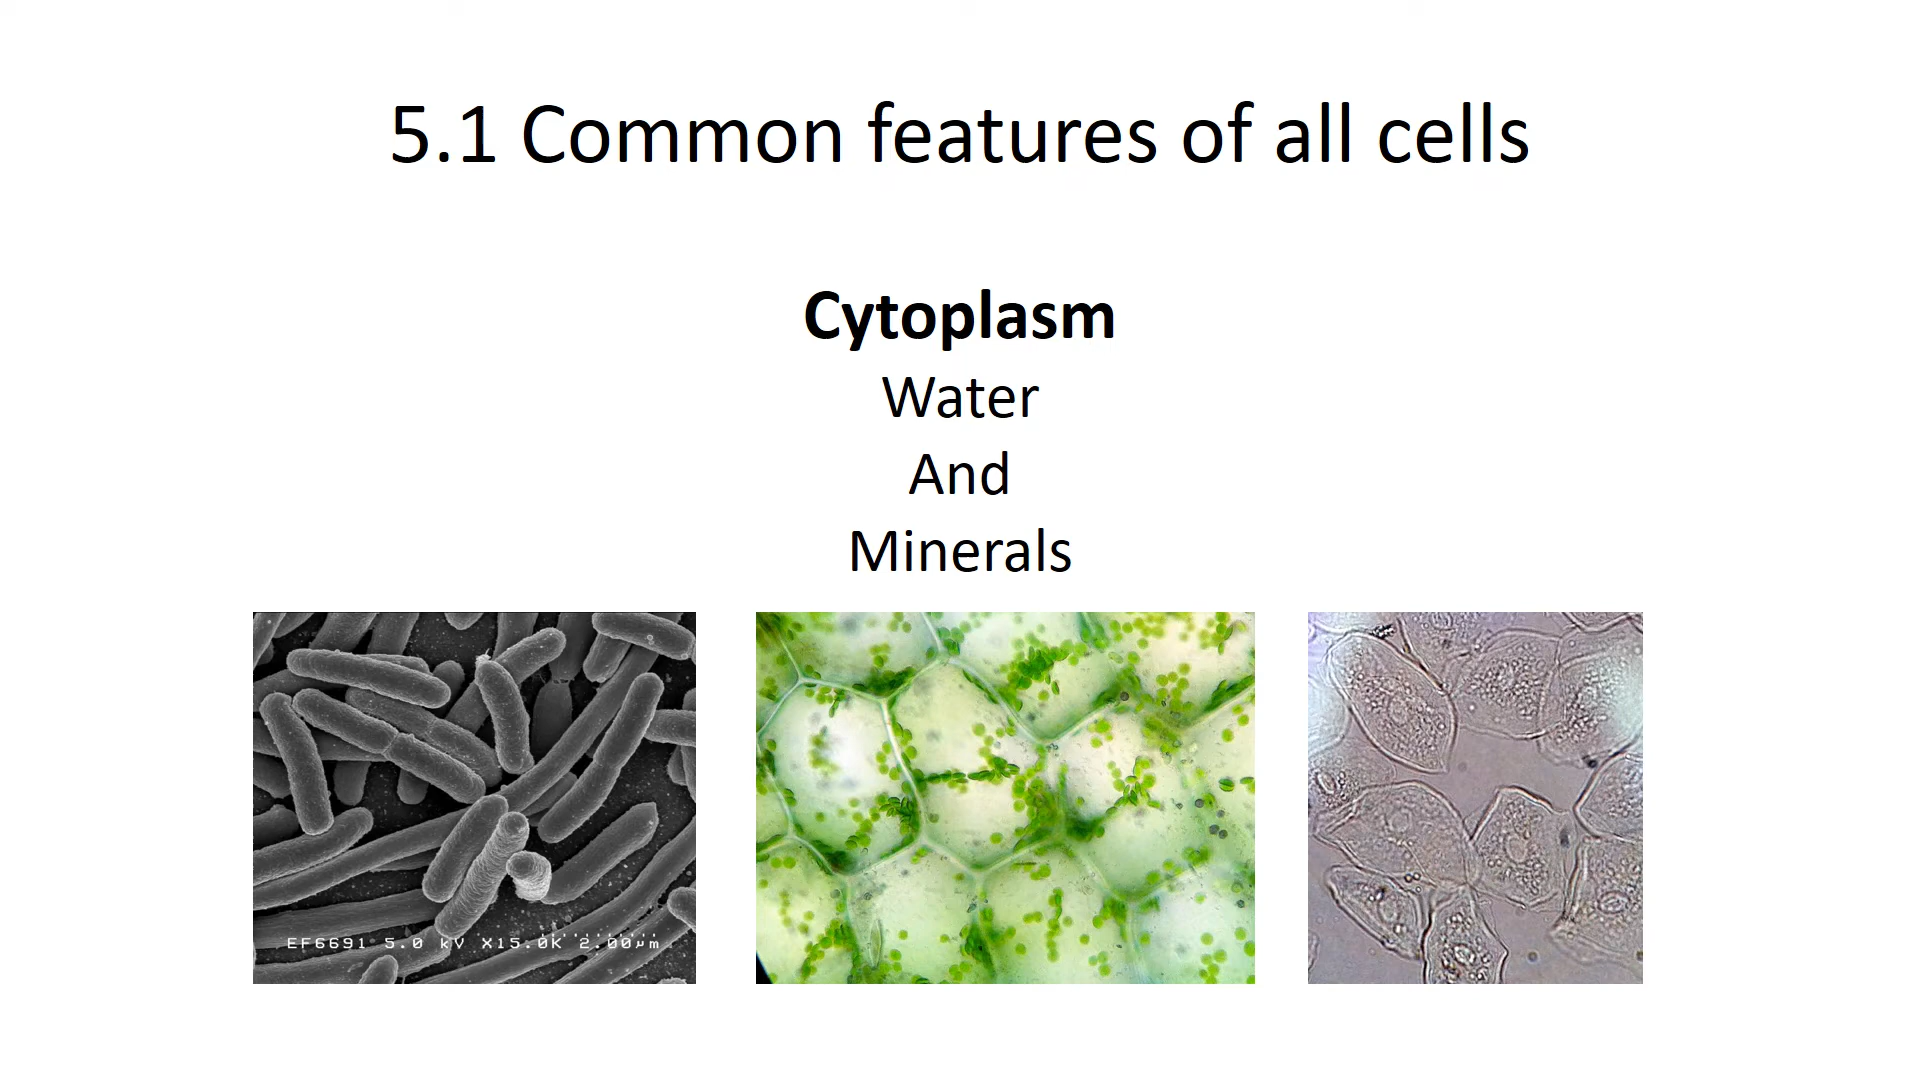 5.1 Common features of all cells
Cytoplasm
Water
And
Minerals
EF6691 5.0 kV X15.0K 2.00µm